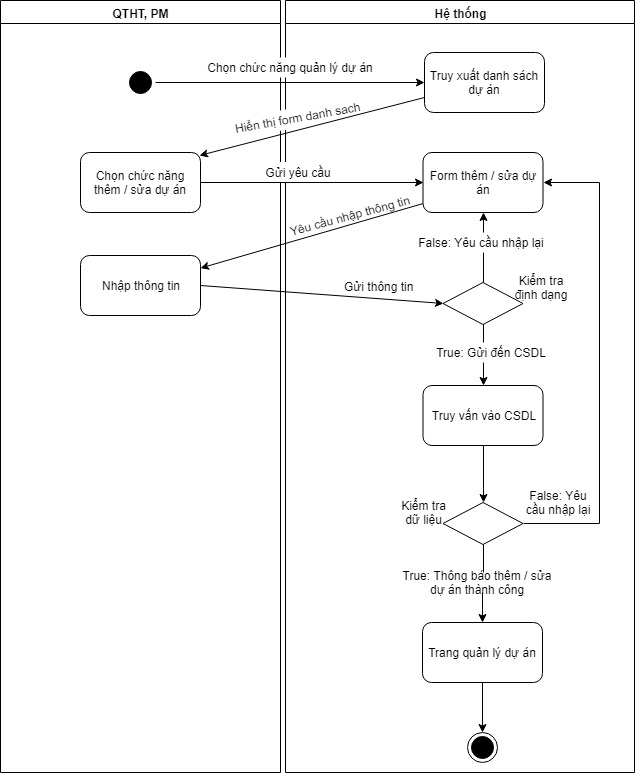 QTHT, PM
Hệ thống
Chọn chức năng quản lý dự án
Truy xuất danh sách
dự án
Hiển thị form danh sach
Chọn chức năng
thêm / sửa dự án
Gửi yêu cầu
Form thêm / sửa dự
án
Yêu cầu nhập thông tin
False: Yêu cầu nhập lại
Nhập thông tin
Gửi thông tin
Kiểm tra
định dạng
True: Gửi đến CSDL
Truy vấn vào CSDL
Kiểm tra
dữ liệu
False: Yêu
cầu nhập lại
True: Thông báo thêm / sửa
dự án thành công
Trang quản lý dự án